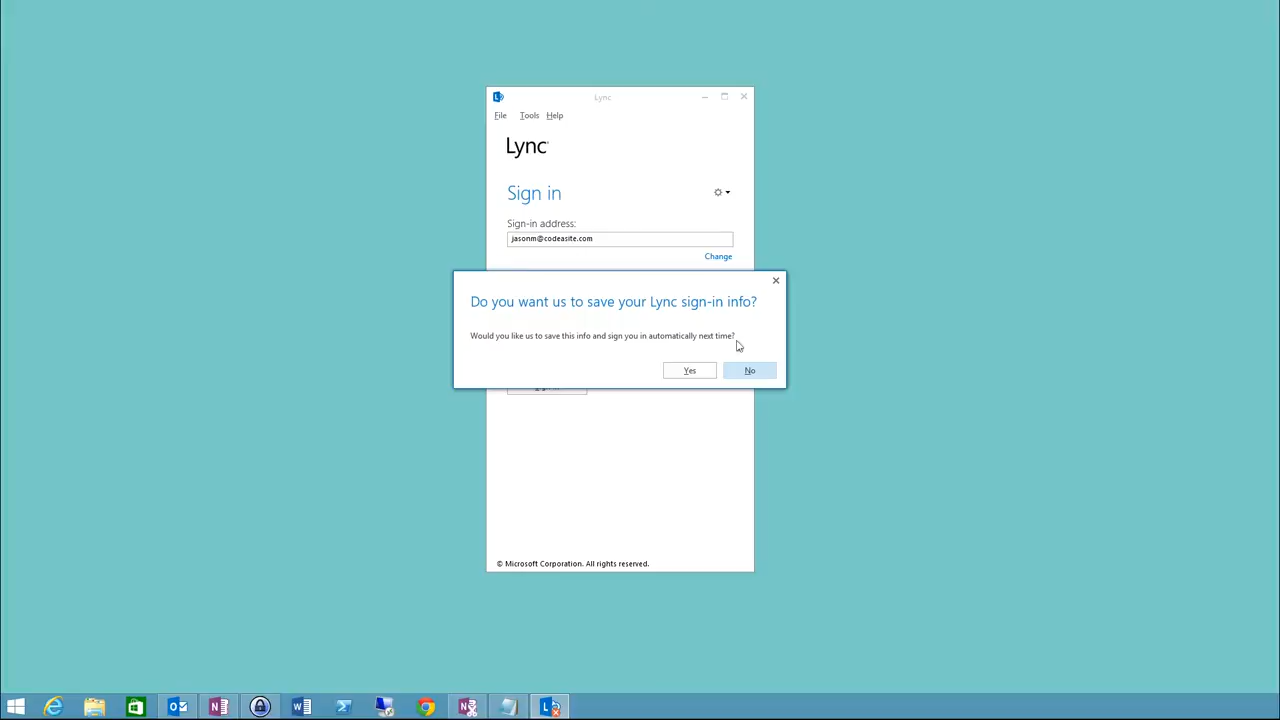 Lync
File Tools Help
Lync
Sign in
Sign-in address:
jasonm@codeasite.com
Change
Do you want us to save your Lync sign-in info?
Would you like us to save this info and sign you in automatically next time?
Yes No
© Microsoft Corporation. All rights reserved.